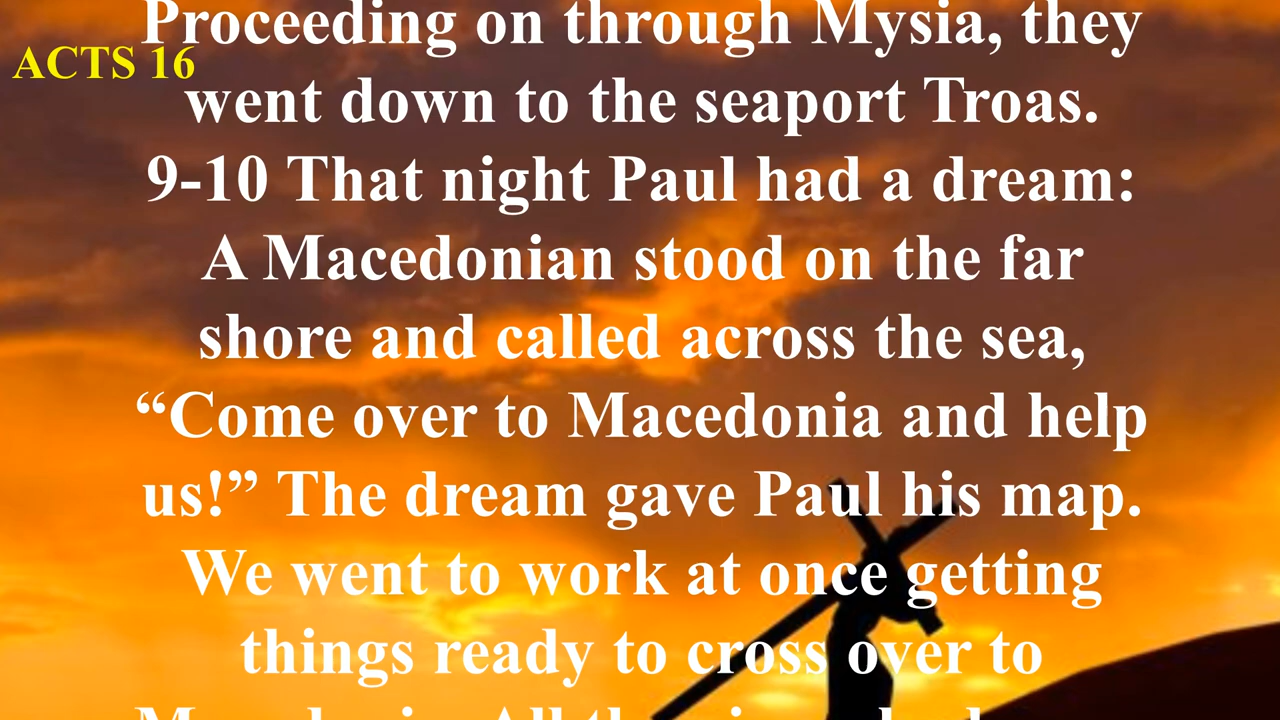 Proceeding on through Mysia, they
ACTS 16
went down to the seaport Troas.
9-10 That night Paul had a dream:
A Macedonian stood on the far
shore and called across the sea,
“Come over to Macedonia and help
us!” The dream gave Paul his map.
We went to work at once getting
things ready to cross over to